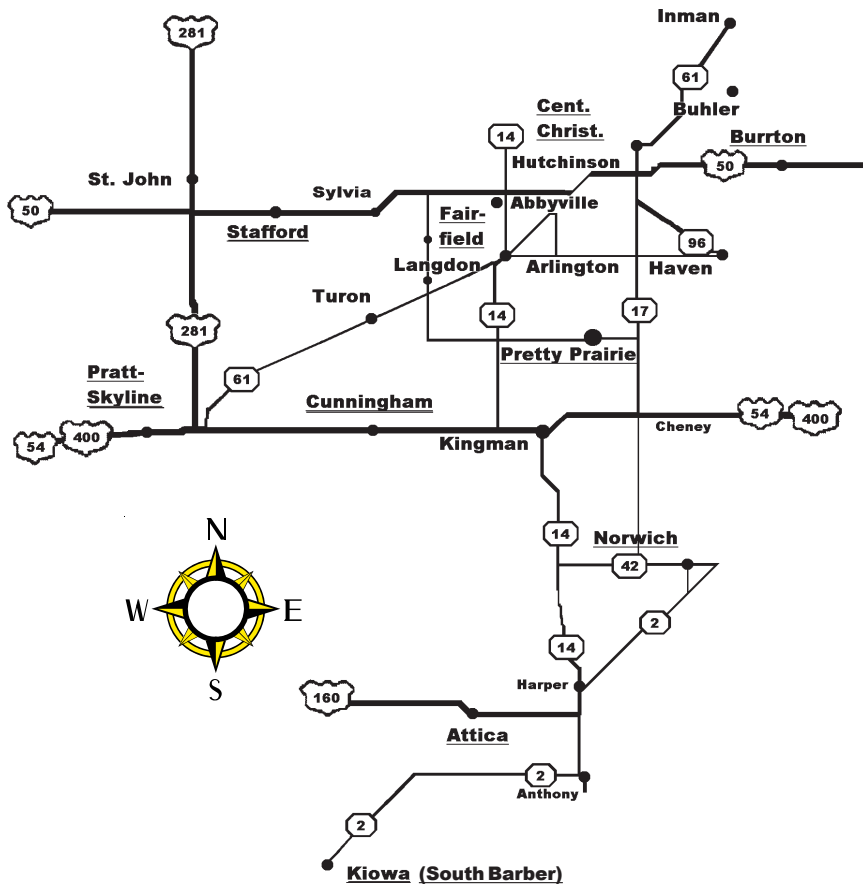 Inman
281
61
Buhler
Cent.
Christ.
14
Hutchinson
Burrton
50
St. John
Sylvia
50
Stafford
Fair-
field
Abbyville
96
Langdon
Arlington
Haven
Turon
14
17
281
Pretty Prairie
Pratt-
Skyline
61
Cunningham
54
400
Kingman
Cheney
54
400
N
W
E
S
14
Norwich
42
2
14
Harper
160
Attica
2
Anthony
2
Kiowa (South Barber)